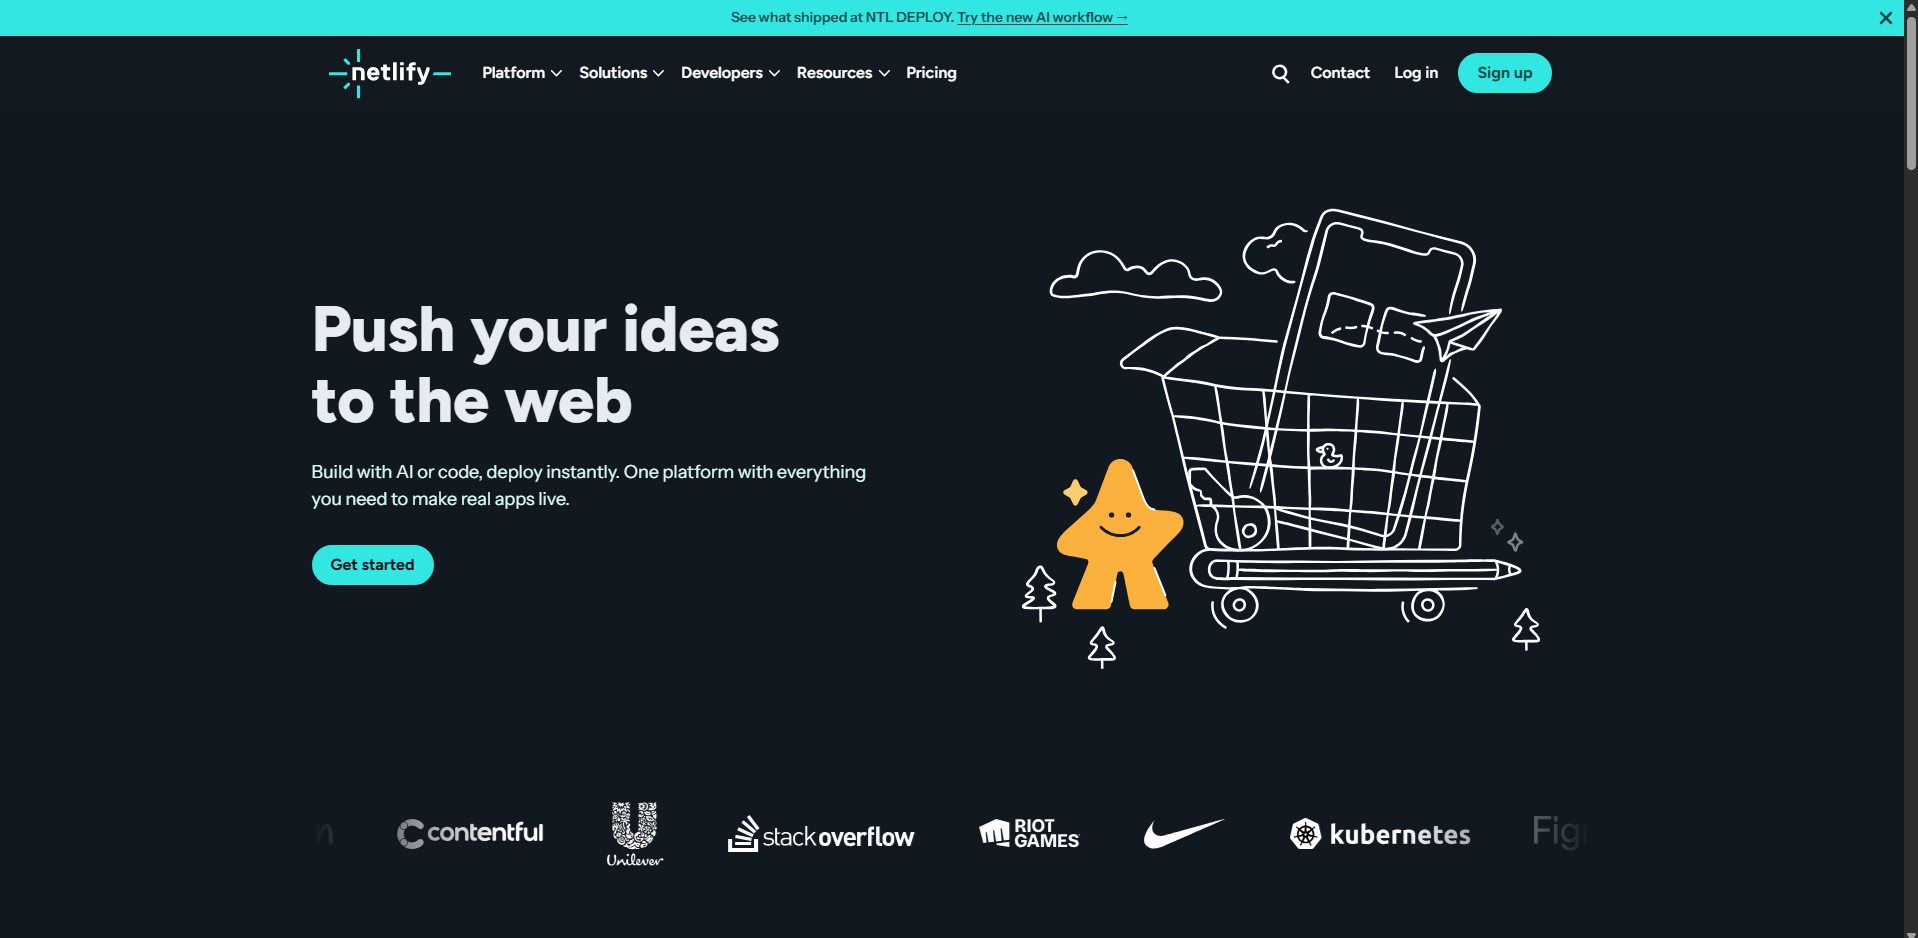 See what shipped at NTL DEPLOY. Try the new AI workflow →
netlify
Platform
Solutions
Developers
Resources
Pricing
Contact
Log in
Sign up
Push your ideas
to the web
Build with AI or code, deploy instantly. One platform with everything
you need to make real apps live.
Get started
n
contentful
Unilever
stack overflow
RIOT
GAMES
kubernetes
Fig